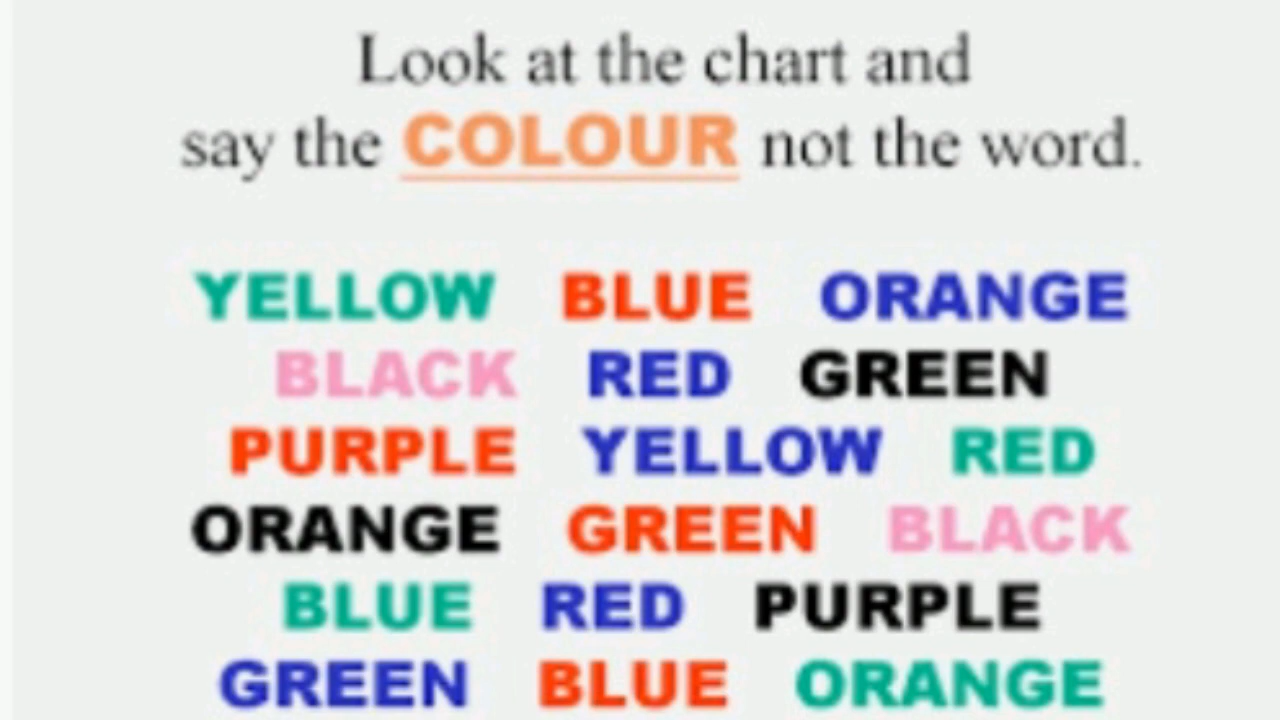 Look at the chart and
say the COLOUR not the word.
YELLOW BLUE ORANGE
BLACK RED GREEN
PURPLE YELLOW RED
ORANGE GREEN BLACK
BLUE RED PURPLE
GREEN BLUE ORANGE